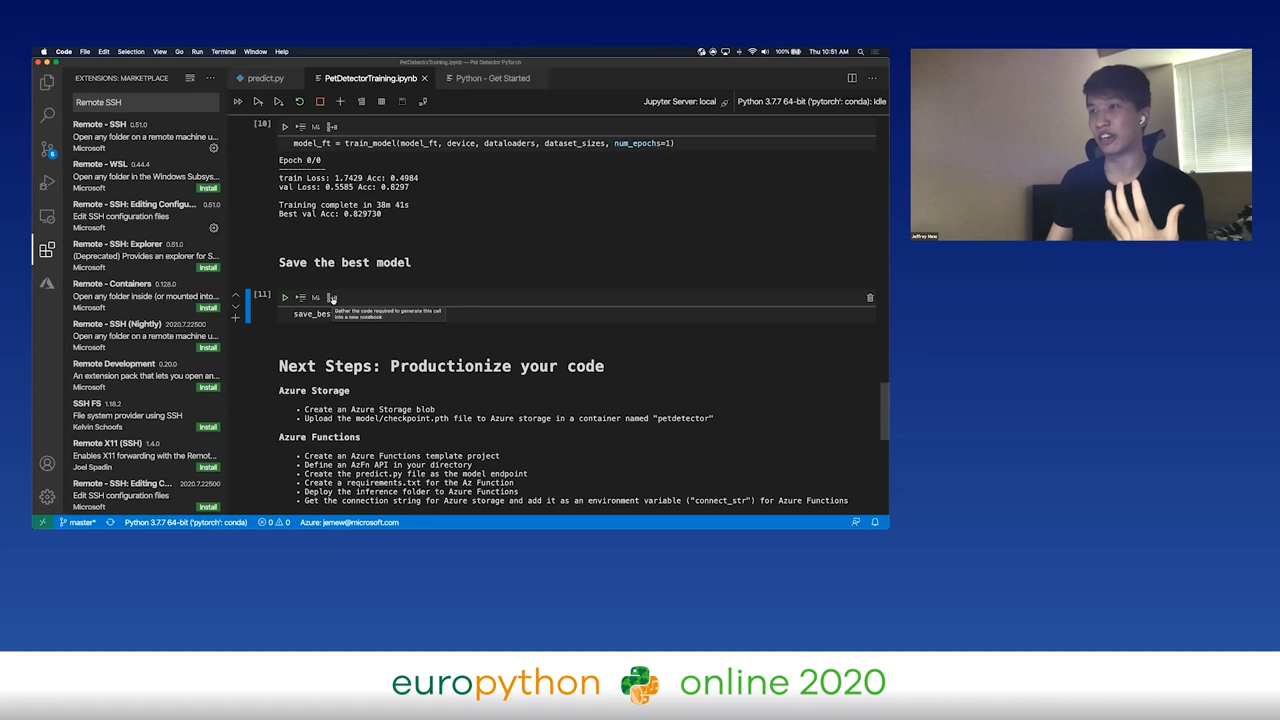 Code File Edit Selection View Go Run Terminal Window Help
100% Thu 10:51 AM
PetDetectorTraining.ipynb — Pet Detector PyTorch
EXTENSIONS: MARKETPLACE
predict.py
PetDetectorTraining.ipynb
Python - Get Started
Remote SSH
Jupyter Server: local
Python 3.7.7 64-bit ('pytorch': conda): Idle
Remote - SSH 0.51.0
Open any folder on a remote machine u...
Microsoft
Remote - WSL 0.44.4
Open any folder in the Windows Subsys...
Microsoft Install
Remote - SSH: Editing Configu... 0.51.0
Edit SSH configuration files
Microsoft
Remote - SSH: Explorer 0.51.0
(Deprecated) Provides an explorer for S...
Microsoft Install
Remote - Containers 0.128.0
Open any folder inside (or mounted into...
Microsoft Install
Remote - SSH (Nightly) 2020.7.22500
Open any folder on a remote machine u...
Microsoft Install
Remote Development 0.20.0
An extension pack that lets you open an...
Microsoft Install
SSH FS 1.18.2
File system provider using SSH
Kelvin Schoofs Install
Remote X11 (SSH) 1.4.0
Enables X11 forwarding with the Remot...
Joel Spadin Install
Remote - SSH: Editing C... 2020.7.22500
Edit SSH configuration files
Microsoft Install
[10]
model_ft = train_model(model_ft, device, dataloaders, dataset_sizes, num_epochs=1)
Epoch 0/0
train Loss: 1.7429 Acc: 0.4984
val Loss: 0.5585 Acc: 0.8297
Training complete in 38m 41s
Best val Acc: 0.829730
Save the best model
[11]
save_bes
Gather the code required to generate this cell
into a new notebook
Next Steps: Productionize your code
Azure Storage
• Create an Azure Storage blob
• Upload the model/checkpoint.pth file to Azure storage in a container named "petdetector"
Azure Functions
• Create an Azure Functions template project
• Define an AzFn API in your directory
• Create the predict.py file as the model endpoint
• Create a requirements.txt for the Az Function
• Deploy the inference folder to Azure Functions
• Get the connection string for Azure storage and add it as an environment variable ("connect_str") for Azure Functions
master* Python 3.7.7 64-bit ('pytorch': conda) 0 0 Azure: jemew@microsoft.com
Jeffrey Mew
europython online 2020